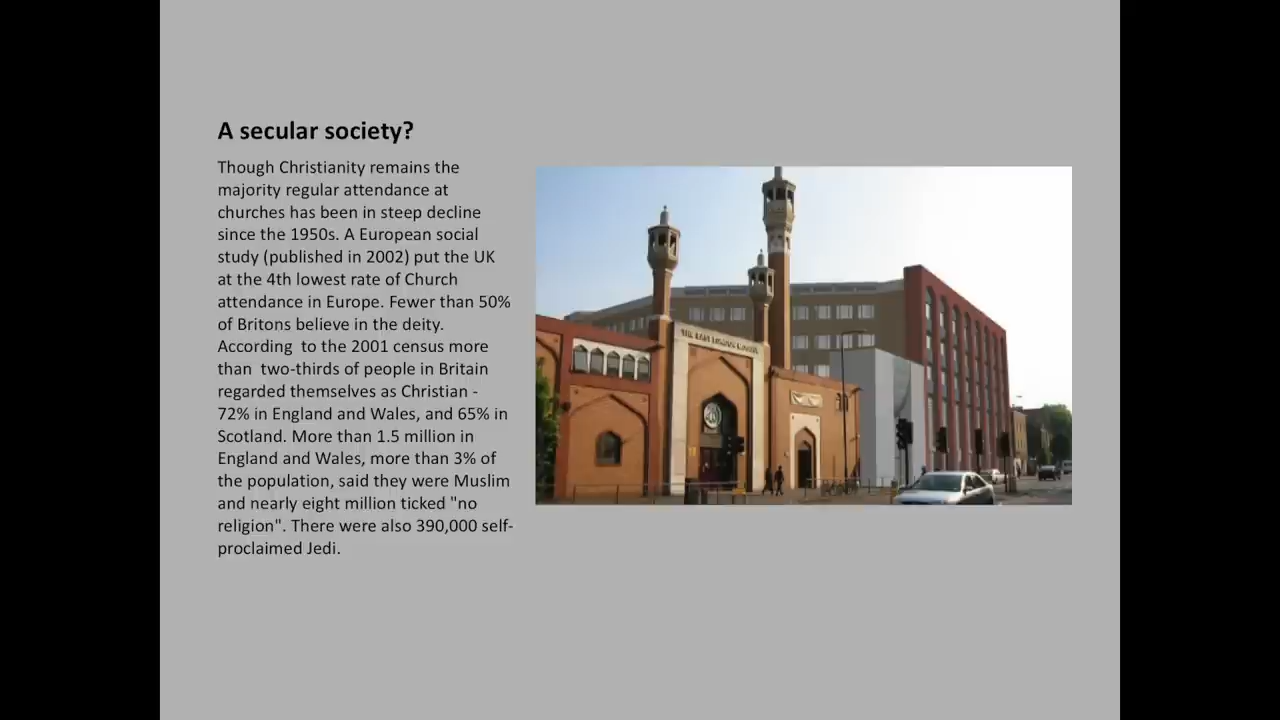 A secular society?
Though Christianity remains the
majority regular attendance at
churches has been in steep decline
since the 1950s. A European social
study (published in 2002) put the UK
at the 4th lowest rate of Church
attendance in Europe. Fewer than 50%
of Britons believe in the deity.
According  to the 2001 census more
than  two-thirds of people in Britain
regarded themselves as Christian -
72% in England and Wales, and 65% in
Scotland. More than 1.5 million in
England and Wales, more than 3% of
the population, said they were Muslim
and nearly eight million ticked "no
religion". There were also 390,000 self-
proclaimed Jedi.
THE EAST LONDON MOSQUE